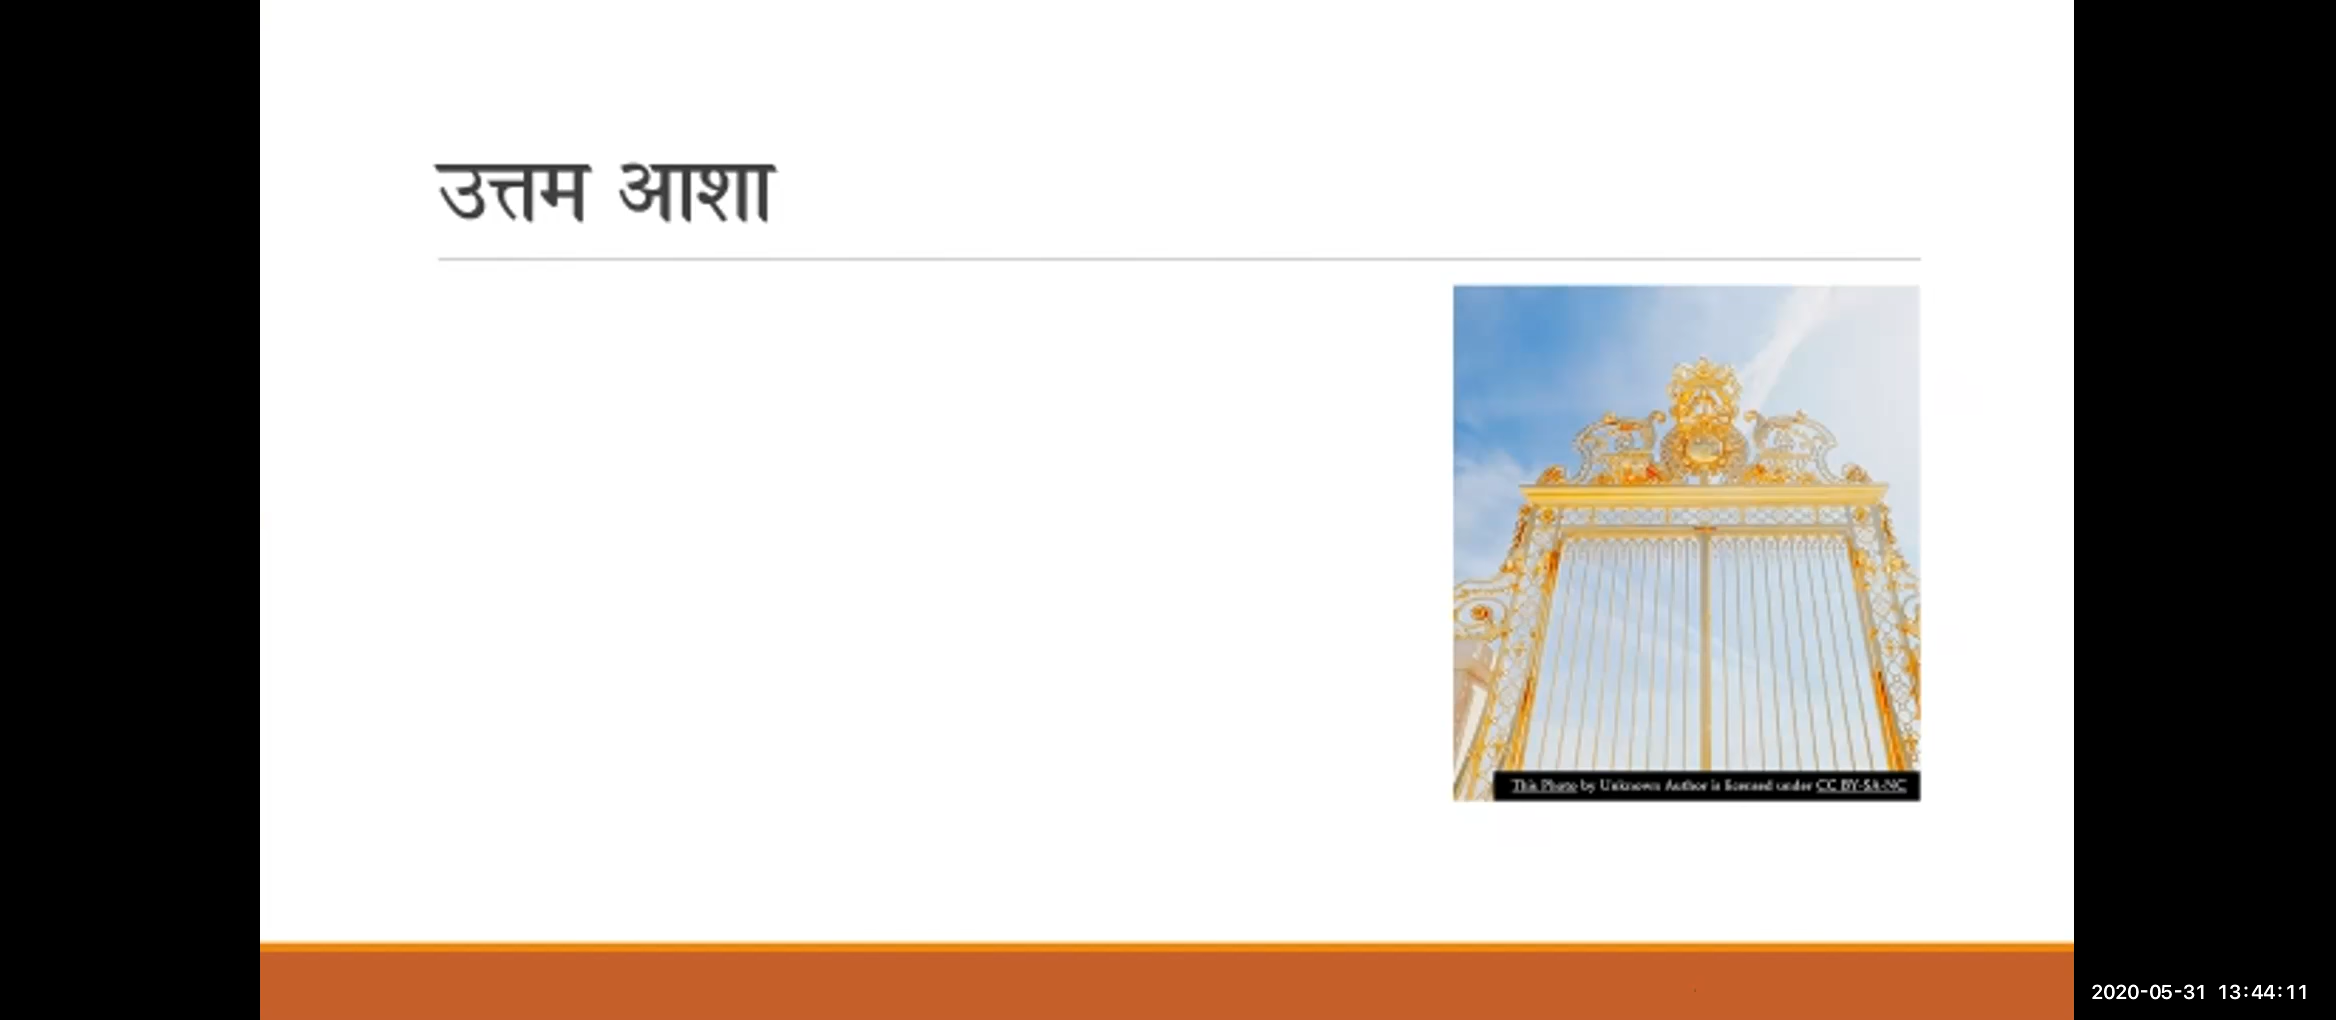 उत्तम आशा
This Photo by Unknown Author is licensed under CC BY-SA-NC
2020-05-31 13:44:11